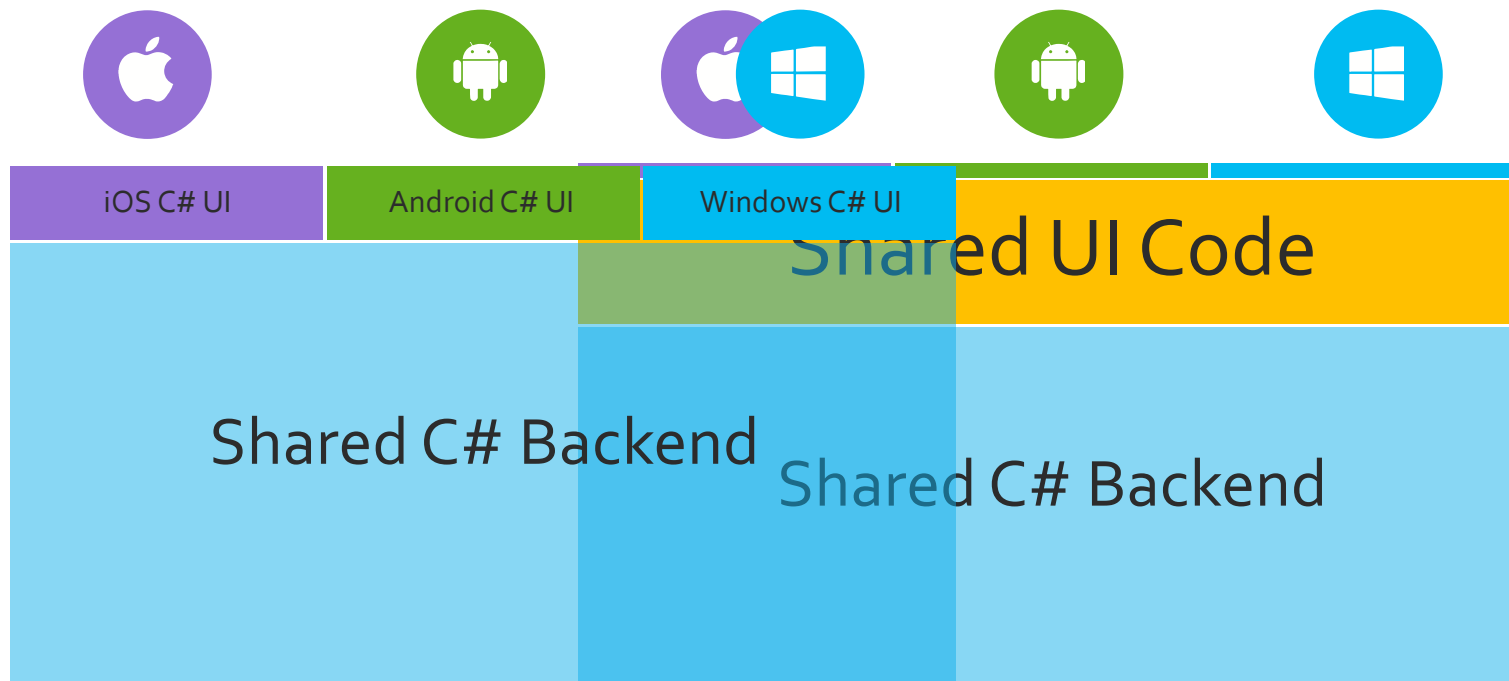 iOS C# UI
Android C# UI
Windows C# UI
Shared UI Code
Shared C# Backend
Shared C# Backend